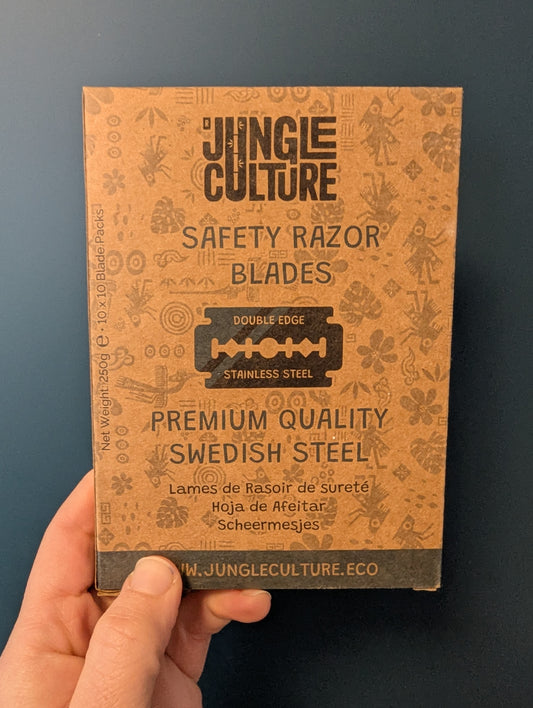 JUNGLE
CULTURE
SAFETY RAZOR
BLADES
DOUBLE EDGE
STAINLESS STEEL
PREMIUM QUALITY
SWEDISH STEEL
Lames de Rasoir de sureté
Hoja de Afeitar
Scheermesjes
W.JUNGLECULTURE.ECO
Net Weight: 250g ℮ • 10 x 10 Blade Packs